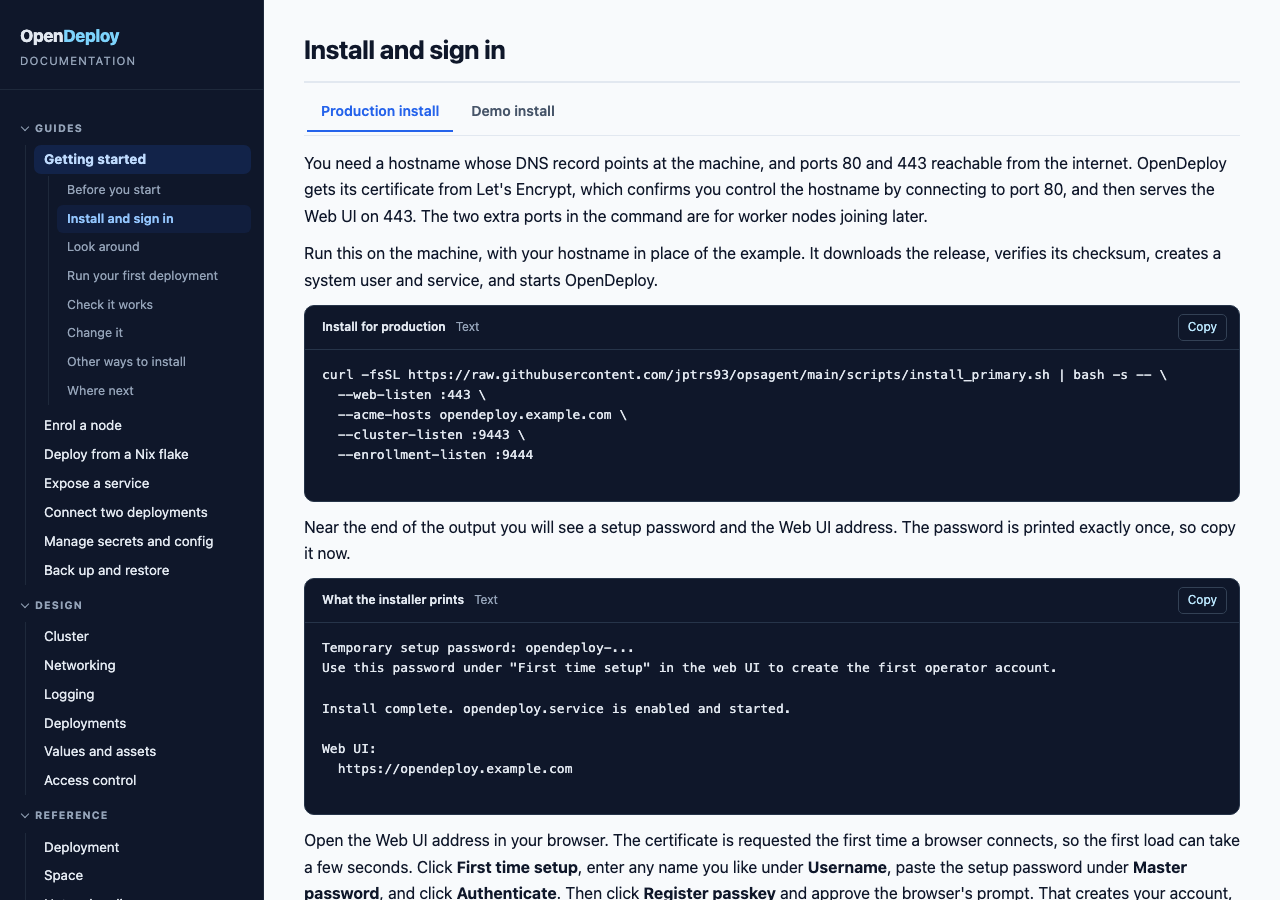 OpenDeploy
DOCUMENTATION
GUIDES
Getting started
Before you start
Install and sign in
Look around
Run your first deployment
Check it works
Change it
Other ways to install
Where next
Enrol a node
Deploy from a Nix flake
Expose a service
Connect two deployments
Manage secrets and config
Back up and restore
DESIGN
Cluster
Networking
Logging
Deployments
Values and assets
Access control
REFERENCE
Deployment
Space
Install and sign in
Production install
Demo install
You need a hostname whose DNS record points at the machine, and ports 80 and 443 reachable from the internet. OpenDeploy
gets its certificate from Let's Encrypt, which confirms you control the hostname by connecting to port 80, and then serves the
Web UI on 443. The two extra ports in the command are for worker nodes joining later.
Run this on the machine, with your hostname in place of the example. It downloads the release, verifies its checksum, creates a
system user and service, and starts OpenDeploy.
Install for production Text Copy
curl -fsSL https://raw.githubusercontent.com/jptrs93/opsagent/main/scripts/install_primary.sh | bash -s -- \
--web-listen :443 \
--acme-hosts opendeploy.example.com \
--cluster-listen :9443 \
--enrollment-listen :9444
Near the end of the output you will see a setup password and the Web UI address. The password is printed exactly once, so copy
it now.
What the installer prints Text Copy
Temporary setup password: opendeploy-...
Use this password under "First time setup" in the web UI to create the first operator account.
Install complete. opendeploy.service is enabled and started.
Web UI:
https://opendeploy.example.com
Open the Web UI address in your browser. The certificate is requested the first time a browser connects, so the first load can take
a few seconds. Click First time setup, enter any name you like under Username, paste the setup password under Master
password, and click Authenticate. Then click Register passkey and approve the browser's prompt. That creates your account,